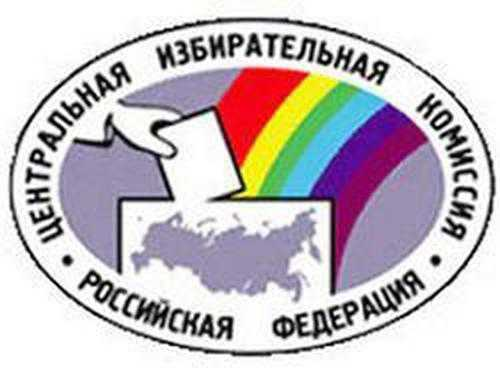 ЦЕНТРАЛЬНАЯ ИЗБИРАТЕЛЬНАЯ КОМИССИЯ
• РОССИЙСКАЯ ФЕДЕРАЦИЯ •